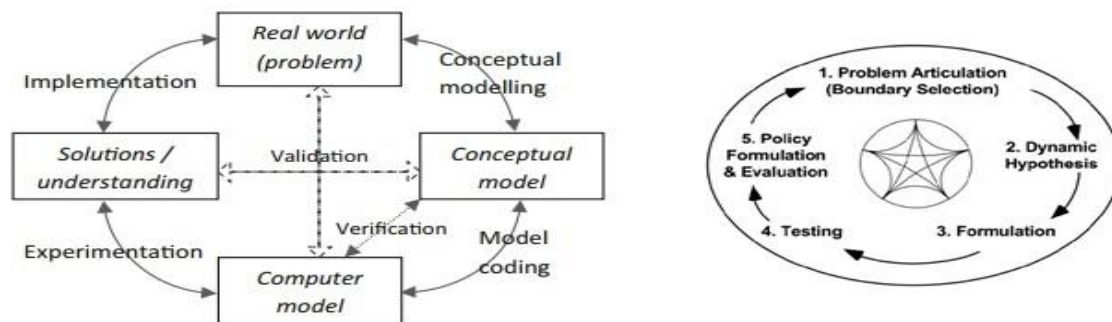 Real world
(problem)
Implementation
Conceptual
modelling
Solutions /
understanding
Validation
Conceptual
model
Experimentation
Verification
Model
coding
Computer
model
1. Problem Articulation
(Boundary Selection)
2. Dynamic
Hypothesis
3. Formulation
4. Testing
5. Policy
Formulation
& Evaluation